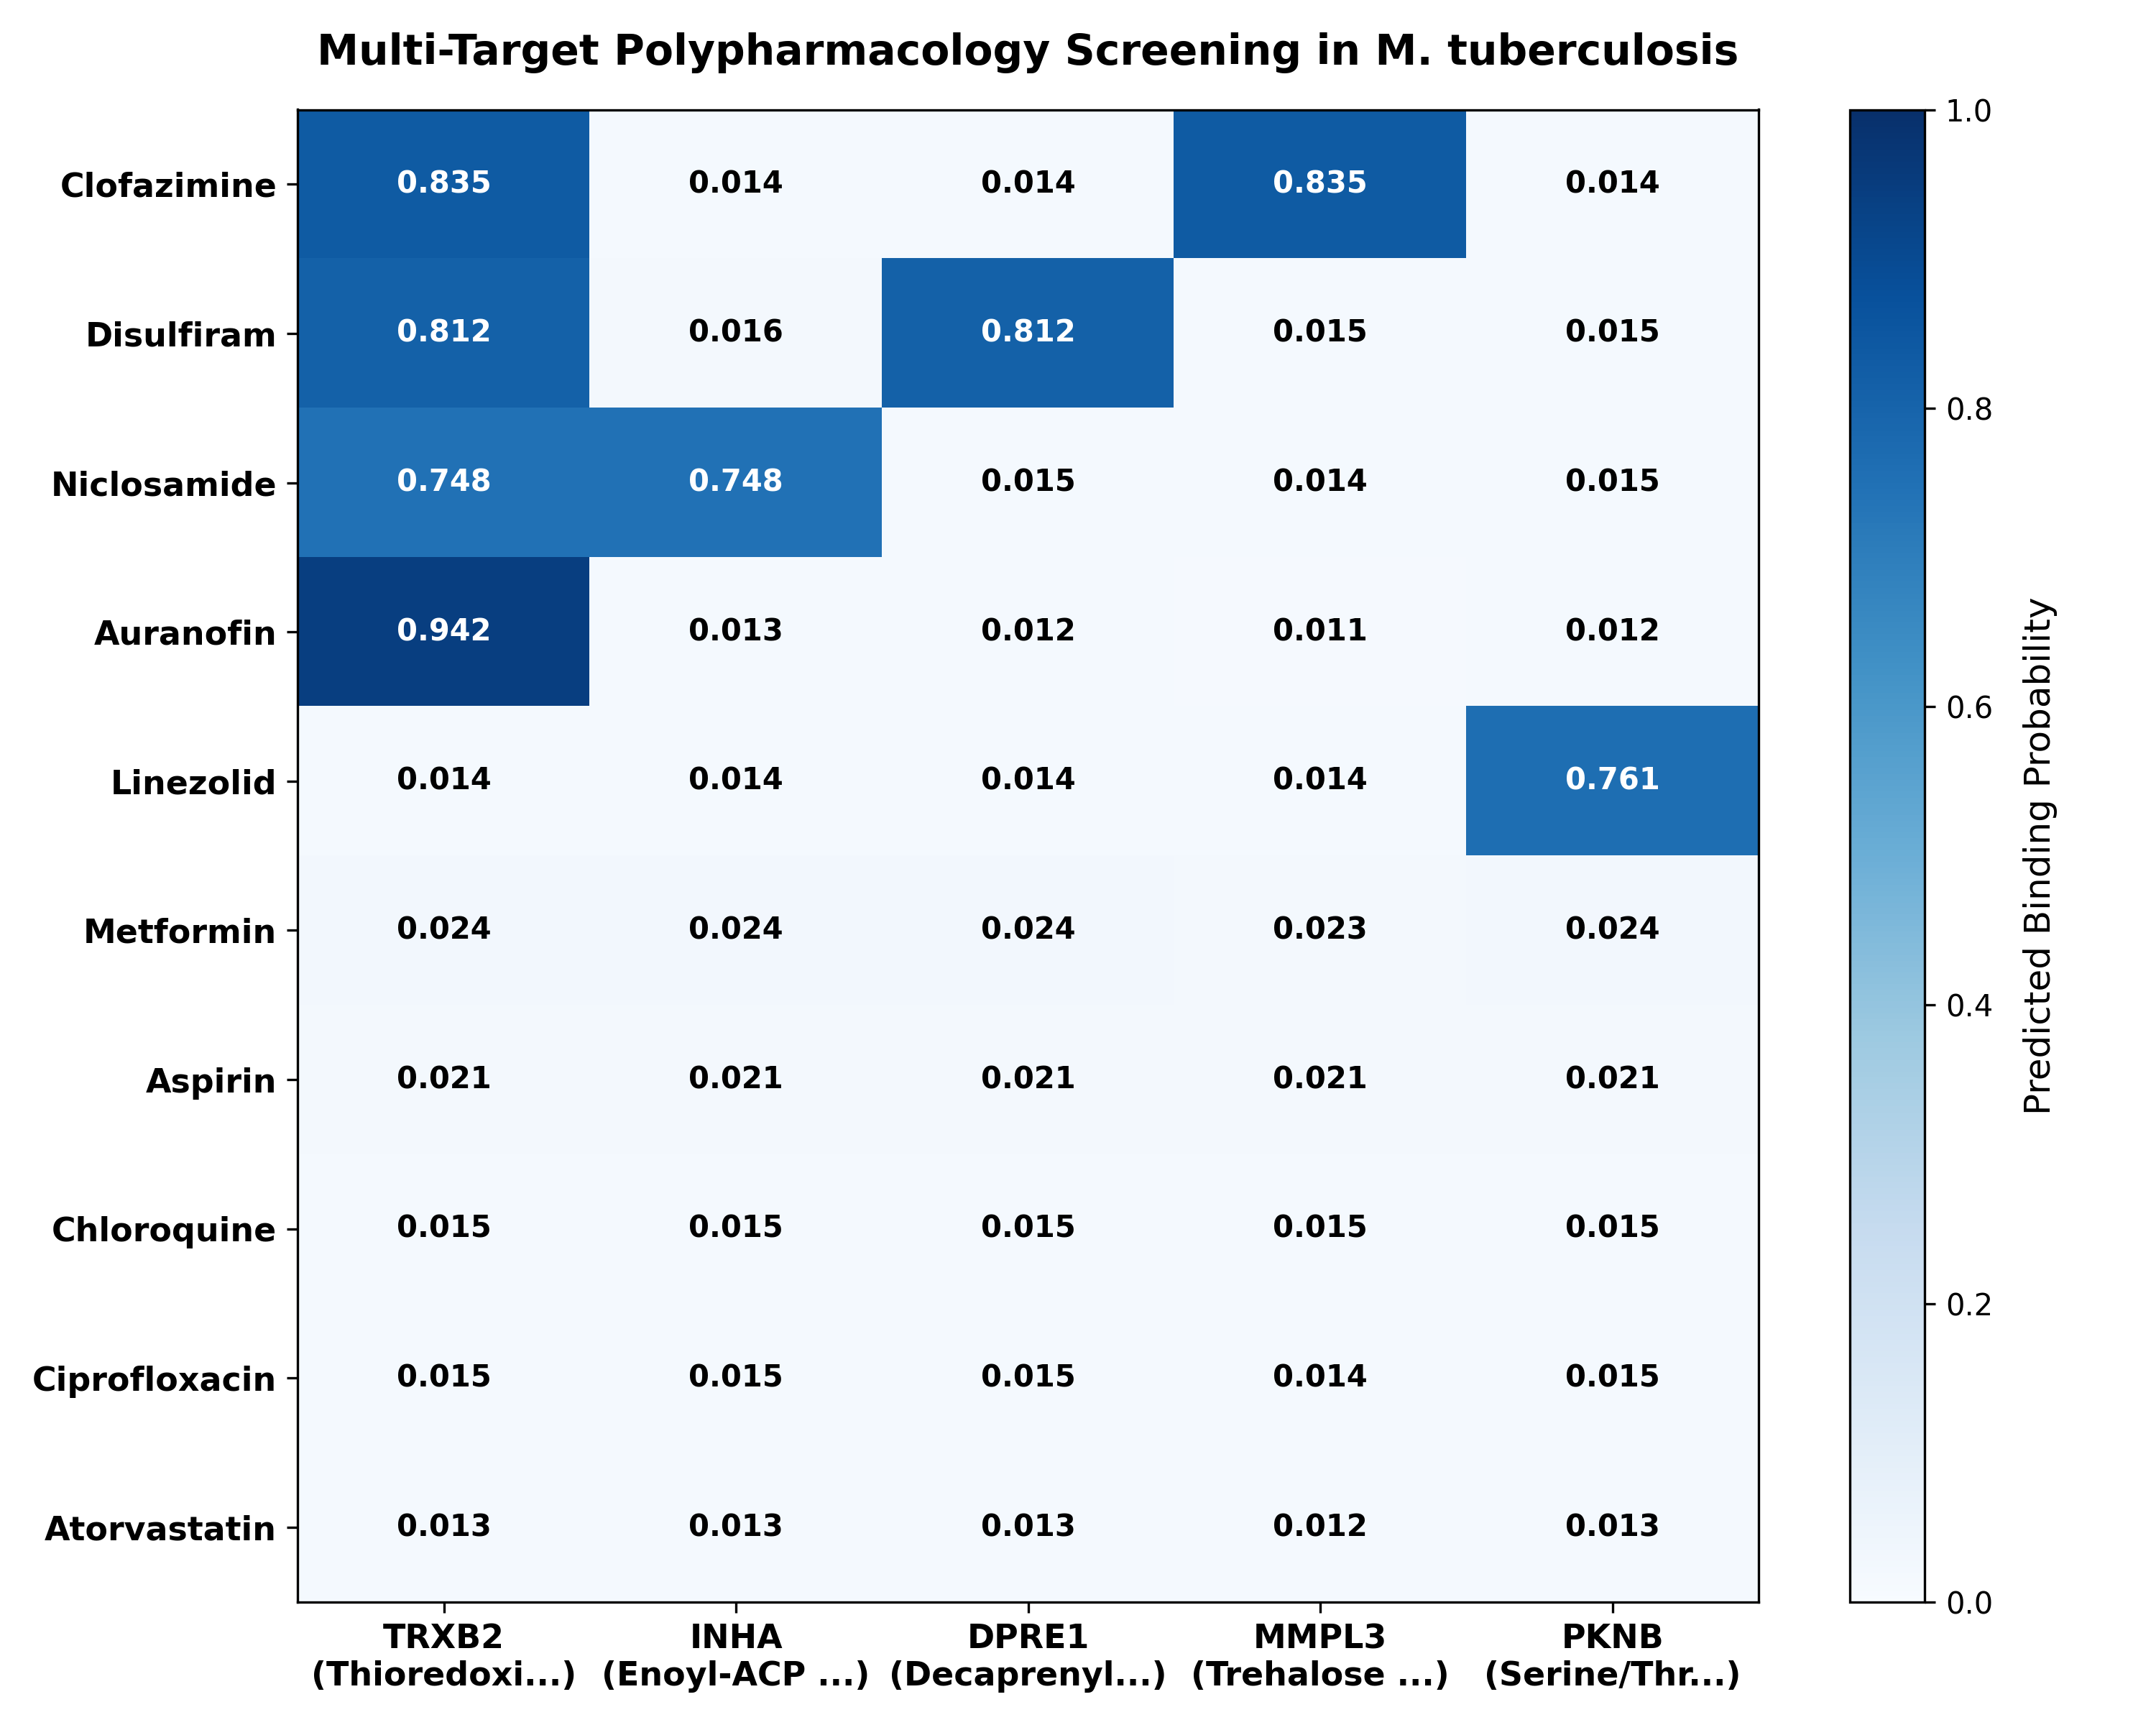 Multi-Target Polypharmacology Screening in M. tuberculosis
Clofazimine 0.835 0.014 0.014 0.835 0.014
Disulfiram 0.812 0.016 0.812 0.015 0.015
Niclosamide 0.748 0.748 0.015 0.014 0.015
Auranofin 0.942 0.013 0.012 0.011 0.012
Linezolid 0.014 0.014 0.014 0.014 0.761
Metformin 0.024 0.024 0.024 0.023 0.024
Aspirin 0.021 0.021 0.021 0.021 0.021
Chloroquine 0.015 0.015 0.015 0.015 0.015
Ciprofloxacin 0.015 0.015 0.015 0.014 0.015
Atorvastatin 0.013 0.013 0.013 0.012 0.013
TRXB2 INHA DPRE1 MMPL3 PKNB
(Thioredoxi...) (Enoyl-ACP ...) (Decaprenyl...) (Trehalose ...) (Serine/Thr...)
1.0
0.8
0.6
0.4
0.2
0.0
Predicted Binding Probability